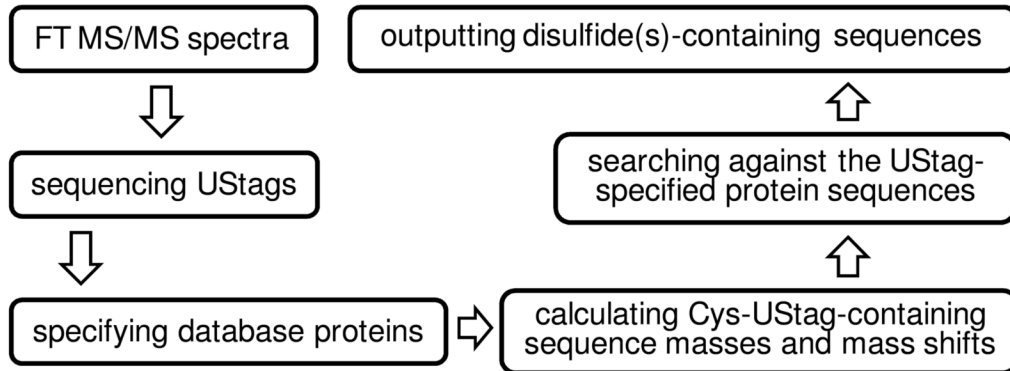 FT MS/MS spectra
sequencing UStags
specifying database proteins
calculating Cys-UStag-containing
sequence masses and mass shifts
searching against the UStag-
specified protein sequences
outputting disulfide(s)-containing sequences